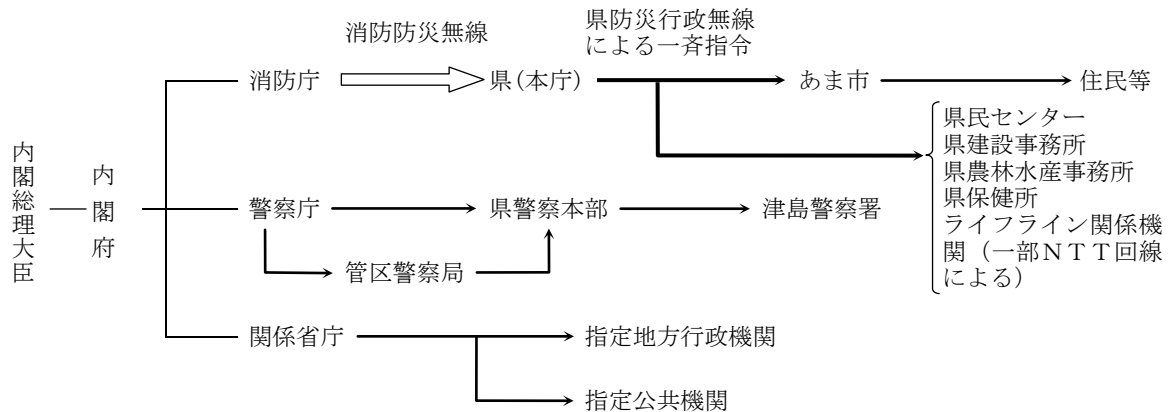 消防防災無線
県防災行政無線
による一斉指令
消防庁
県(本庁)
あま市
住民等
県民センター
県建設事務所
県農林水産事務所
県保健所
ライフライン関係機
関（一部ＮＴＴ回線
による）
内閣総理大臣
内閣府
警察庁
県警察本部
津島警察署
管区警察局
関係省庁
指定地方行政機関
指定公共機関